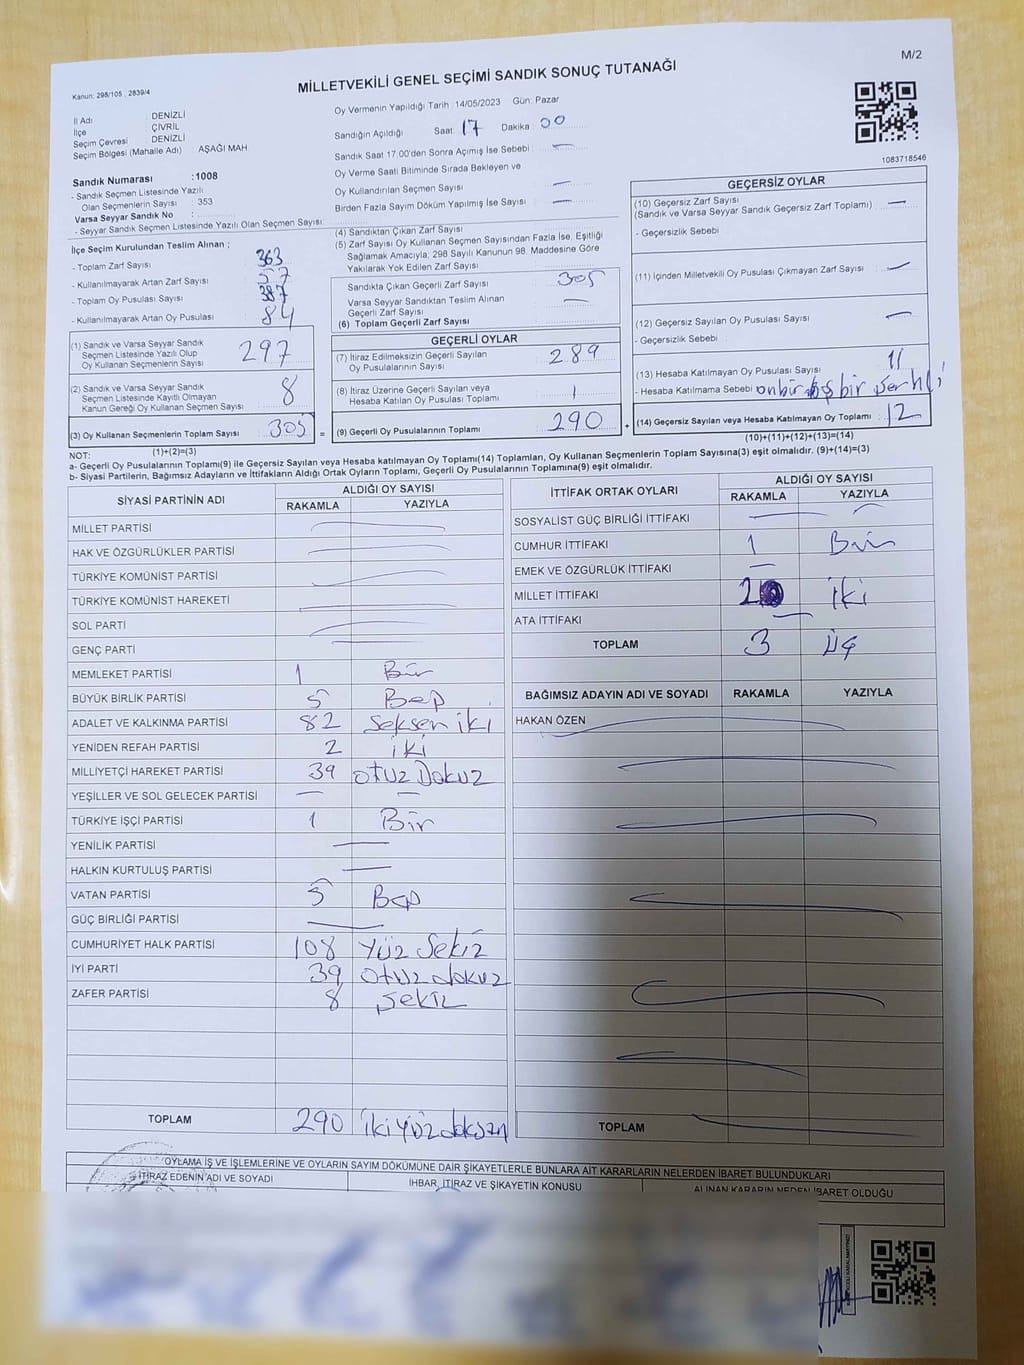 M/2
Kanun: 298/105 , 2839/4
MİLLETVEKİLİ GENEL SEÇİMİ SANDIK SONUÇ TUTANAĞI
İl Adı : DENİZLİ
İlçe : ÇİVRİL
Seçim Çevresi : DENİZLİ
Seçim Bölgesi (Mahalle Adı) : AŞAĞI MAH
Sandık Numarası :1008
- Sandık Seçmen Listesinde Yazılı
Olan Seçmenlerin Sayısı : 353
Varsa Seyyar Sandık No :
- Seyyar Sandık Seçmen Listesinde Yazılı Olan Seçmen Sayısı:
Oy Vermenin Yapıldığı Tarih :14/05/2023 Gün: Pazar
Sandığın Açıldığı Saat: 17 Dakika: 00
Sandık Saat 17.00'den Sonra Açımış İse Sebebi : —
Oy Verme Saati Bitiminde Sırada Bekleyen ve
Oy Kullandırılan Seçmen Sayısı : —
Birden Fazla Sayım Döküm Yapılmış İse Sayısı : —
1083718546
İlçe Seçim Kurulundan Teslim Alınan ;
- Toplam Zarf Sayısı : 363
- Kullanılmayarak Artan Zarf Sayısı : 57
- Toplam Oy Pusulası Sayısı : 387
- Kullanılmayarak Artan Oy Pusulası : 84
(1) Sandık ve Varsa Seyyar Sandık
Seçmen Listesinde Yazılı Olup
Oy Kullanan Seçmenlerin Sayısı : 297
(2) Sandık ve Varsa Seyyar Sandık
Seçmen Listesinde Kayıtlı Olmayan
Kanun Gereği Oy Kullanan Seçmen Sayısı : 8
(3) Oy Kullanan Seçmenlerin Toplam Sayısı : 305 =
(1)+(2)=(3)
(4) Sandıktan Çıkan Zarf Sayısı
(5) Zarf Sayısı Oy Kullanan Seçmen Sayısından Fazla İse, Eşitliği
Sağlamak Amacıyla; 298 Sayılı Kanunun 98. Maddesine Göre
Yakılarak Yok Edilen Zarf Sayısı :
Sandıkta Çıkan Geçerli Zarf Sayısı : 305
Varsa Seyyar Sandıktan Teslim Alınan
Geçerli Zarf Sayısı : —
(6) Toplam Geçerli Zarf Sayısı
GEÇERLİ OYLAR
(7) İtiraz Edilmeksizin Geçerli Sayılan
Oy Pusulalarının Sayısı : 289
(8) İtiraz Üzerine Geçerli Sayılan veya
Hesaba Katılan Oy Pusulası Toplamı : 1
(9) Geçerli Oy Pusulalarının Toplamı : 290 +
GEÇERSİZ OYLAR
(10) Geçersiz Zarf Sayısı
(Sandık ve Varsa Seyyar Sandık Geçersiz Zarf Toplamı) : —
- Geçersizlik Sebebi
(11) İçinden Milletvekili Oy Pusulası Çıkmayan Zarf Sayısı : —
(12) Geçersiz Sayılan Oy Pusulası Sayısı : —
- Geçersizlik Sebebi :
(13) Hesaba Katılmayan Oy Pusulası Sayısı : 11
- Hesaba Katılmama Sebebi : onbir bir şerhli
(14) Geçersiz Sayılan veya Hesaba Katılmayan Oy Toplamı : 12
(10)+(11)+(12)+(13)=(14)
NOT:
a- Geçerli Oy Pusulalarının Toplamı(9) ile Geçersiz Sayılan veya Hesaba katılmayan Oy Toplamı(14) Toplamları, Oy Kullanan Seçmenlerin Toplam Sayısına(3) eşit olmalıdır. (9)+(14)=(3)
b- Siyasi Partilerin, Bağımsız Adayların ve İttifakların Aldığı Ortak Oyların Toplamı, Geçerli Oy Pusulalarının Toplamına(9) eşit olmalıdır.
SİYASİ PARTİNİN ADI ALDIĞI OY SAYISI
RAKAMLA YAZIYLA
MİLLET PARTİSİ
HAK VE ÖZGÜRLÜKLER PARTİSİ
TÜRKİYE KOMÜNİST PARTİSİ
TÜRKİYE KOMÜNİST HAREKETİ
SOL PARTİ
GENÇ PARTİ
MEMLEKET PARTİSİ 1 Bir
BÜYÜK BİRLİK PARTİSİ 5 Beş
ADALET VE KALKINMA PARTİSİ 82 Seksen iki
YENİDEN REFAH PARTİSİ 2 iki
MİLLİYETÇİ HAREKET PARTİSİ 39 otuz Dokuz
YEŞİLLER VE SOL GELECEK PARTİSİ — —
TÜRKİYE İŞÇİ PARTİSİ 1 Bir
YENİLİK PARTİSİ
HALKIN KURTULUŞ PARTİSİ
VATAN PARTİSİ 5 Beş
GÜÇ BİRLİĞİ PARTİSİ
CUMHURİYET HALK PARTİSİ 108 Yüz Sekiz
İYİ PARTİ 39 otuz dokuz
ZAFER PARTİSİ 8 Sekiz
TOPLAM 290 iki yüz doksan
İTTİFAK ORTAK OYLARI ALDIĞI OY SAYISI
RAKAMLA YAZIYLA
SOSYALİST GÜÇ BİRLİĞİ İTTİFAKI —
CUMHUR İTTİFAKI 1 Bir
EMEK VE ÖZGÜRLÜK İTTİFAKI —
MİLLET İTTİFAKI 2 iki
ATA İTTİFAKI —
TOPLAM 3 üç
BAĞIMSIZ ADAYIN ADI VE SOYADI RAKAMLA YAZIYLA
HAKAN ÖZEN
TOPLAM
OYLAMA İŞ VE İŞLEMLERİNE VE OYLARIN SAYIM DÖKÜMÜNE DAİR ŞİKAYETLERLE BUNLARA AİT KARARLARIN NELERDEN İBARET BULUNDUKLARI
İTİRAZ EDENİN ADI VE SOYADI İHBAR, İTİRAZ VE ŞİKAYETİN KONUSU ALINAN KARARIN NEDEN İBARET OLDUĞU